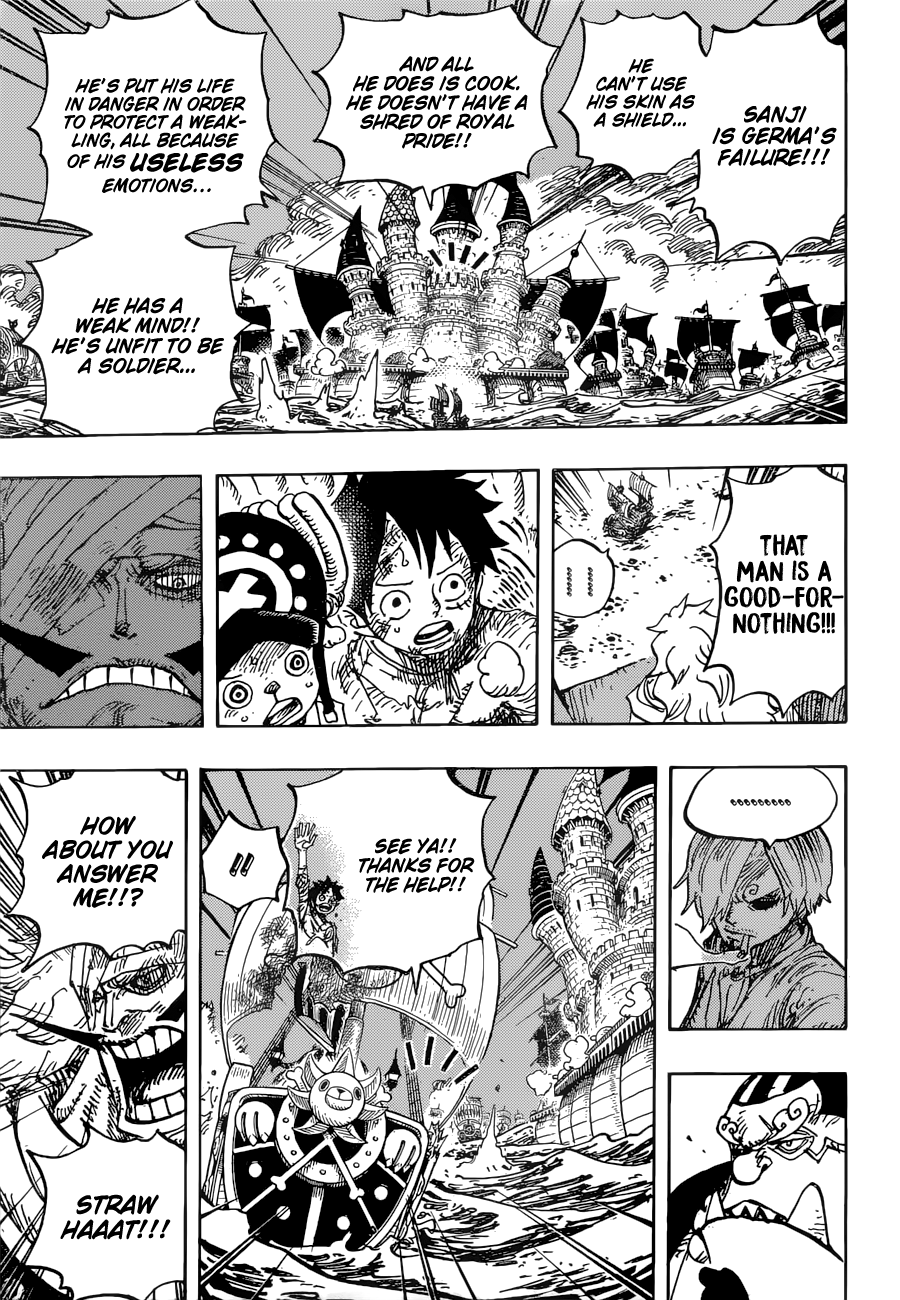 SANJI
IS GERMA'S
FAILURE!!!
HE
CAN'T USE
HIS SKIN AS
A SHIELD...
AND ALL
HE DOES IS COOK.
HE DOESN'T HAVE A
SHRED OF ROYAL
PRIDE!!
HE'S PUT HIS LIFE
IN DANGER IN ORDER
TO PROTECT A WEAK-
LING, ALL BECAUSE
OF HIS USELESS
EMOTIONS...
HE HAS A
WEAK MIND!!
HE'S UNFIT TO BE
A SOLDIER...
THAT
MAN IS A
GOOD-FOR-
NOTHING!!!
..........
SEE YA!!
THANKS FOR
THE HELP!!
!!
HOW
ABOUT YOU
ANSWER
ME!!?
STRAW
HAAAT!!!